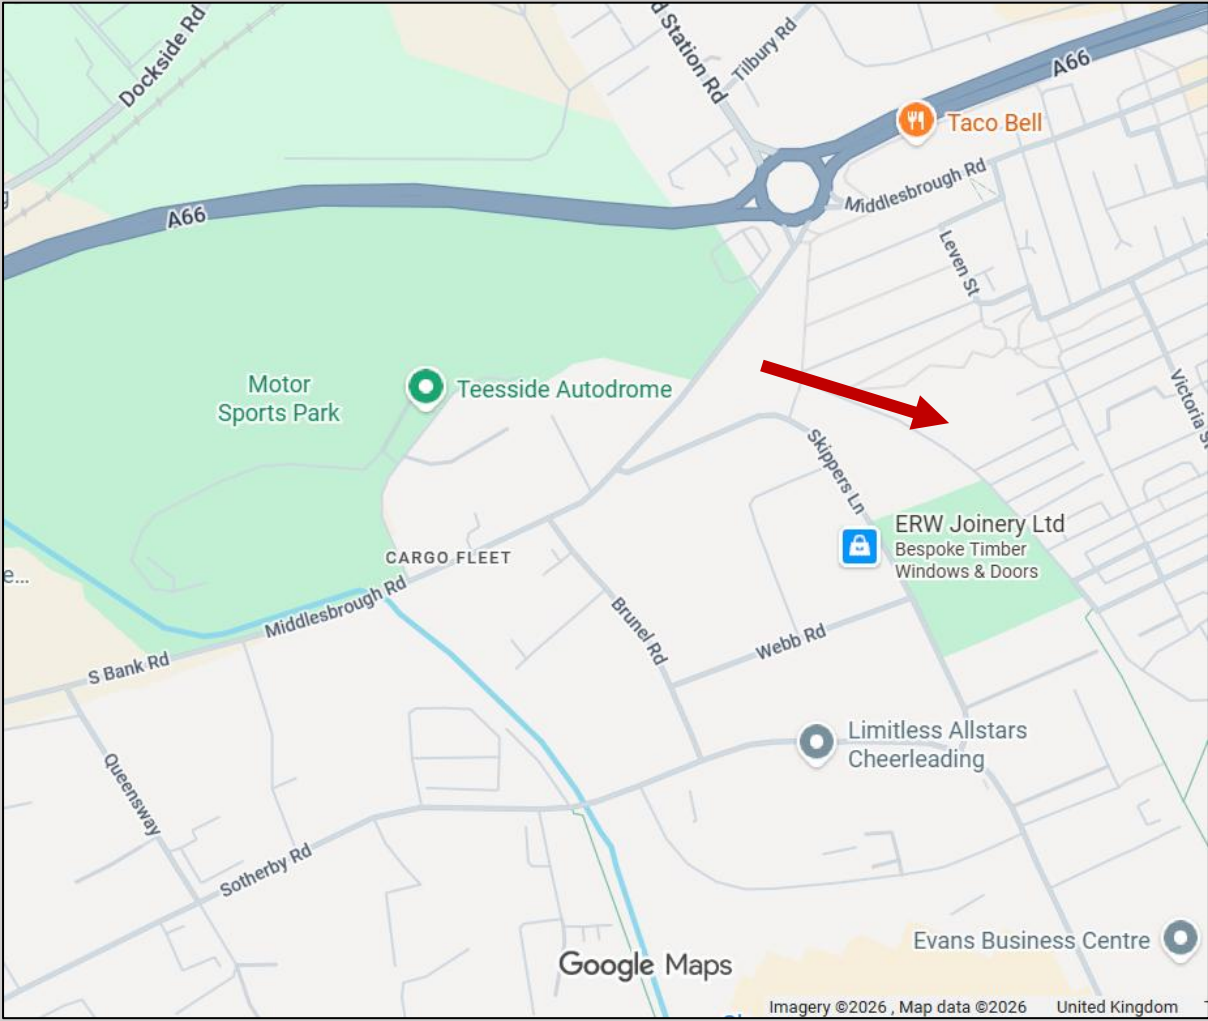 Dockside Rd
d Station Rd
Tilbury Rd
A66
Taco Bell
Middlesbrough Rd
A66
Leven St
Motor
Sports Park
Teesside Autodrome
Victoria S
Skippers Ln
ERW Joinery Ltd
Bespoke Timber
Windows & Doors
CARGO FLEET
e...
Middlesbrough Rd
Brunel Rd
Webb Rd
S Bank Rd
Limitless Allstars
Cheerleading
Queensway
Sotherby Rd
Evans Business Centre
Google Maps
Imagery ©2026 , Map data ©2026 United Kingdom T